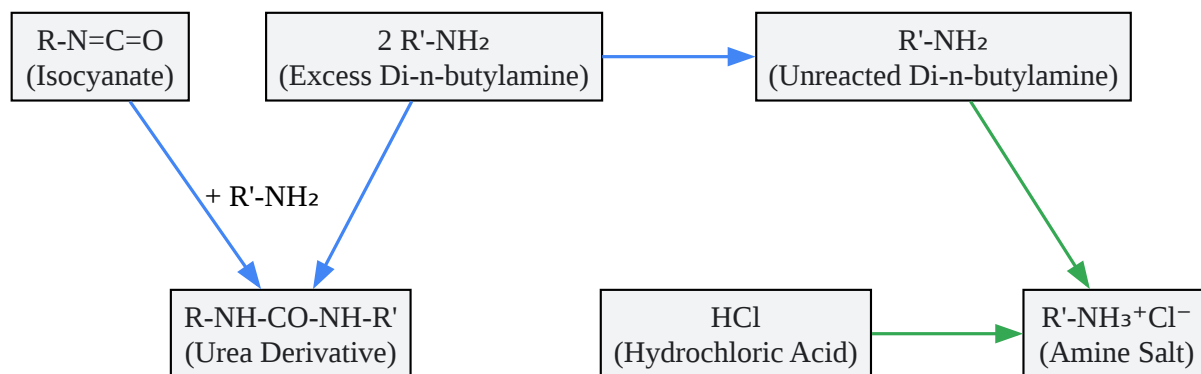 R-N=C=O
(Isocyanate)
2 R'-NH₂
(Excess Di-n-butylamine)
R'-NH₂
(Unreacted Di-n-butylamine)
+ R'-NH₂
R-NH-CO-NH-R'
(Urea Derivative)
HCl
(Hydrochloric Acid)
R'-NH₃⁺Cl⁻
(Amine Salt)